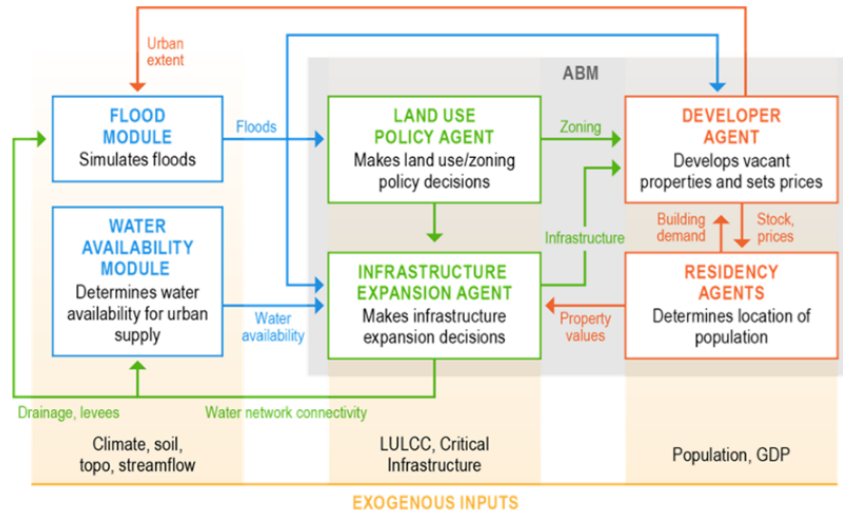 Urban
extent
ABM
FLOOD
MODULE
Simulates floods
Floods
LAND USE
POLICY AGENT
Makes land use/zoning
policy decisions
Zoning
DEVELOPER
AGENT
Develops vacant
properties and sets prices
WATER
AVAILABILITY
MODULE
Determines water
availability for urban
supply
Water
availability
Infrastructure
Building
demand
Stock,
prices
INFRASTRUCTURE
EXPANSION AGENT
Makes infrastructure
expansion decisions
Property
values
RESIDENCY
AGENTS
Determines location of
population
Drainage, levees
Water network connectivity
Climate, soil,
topo, streamflow
LULCC, Critical
Infrastructure
Population, GDP
EXOGENOUS INPUTS